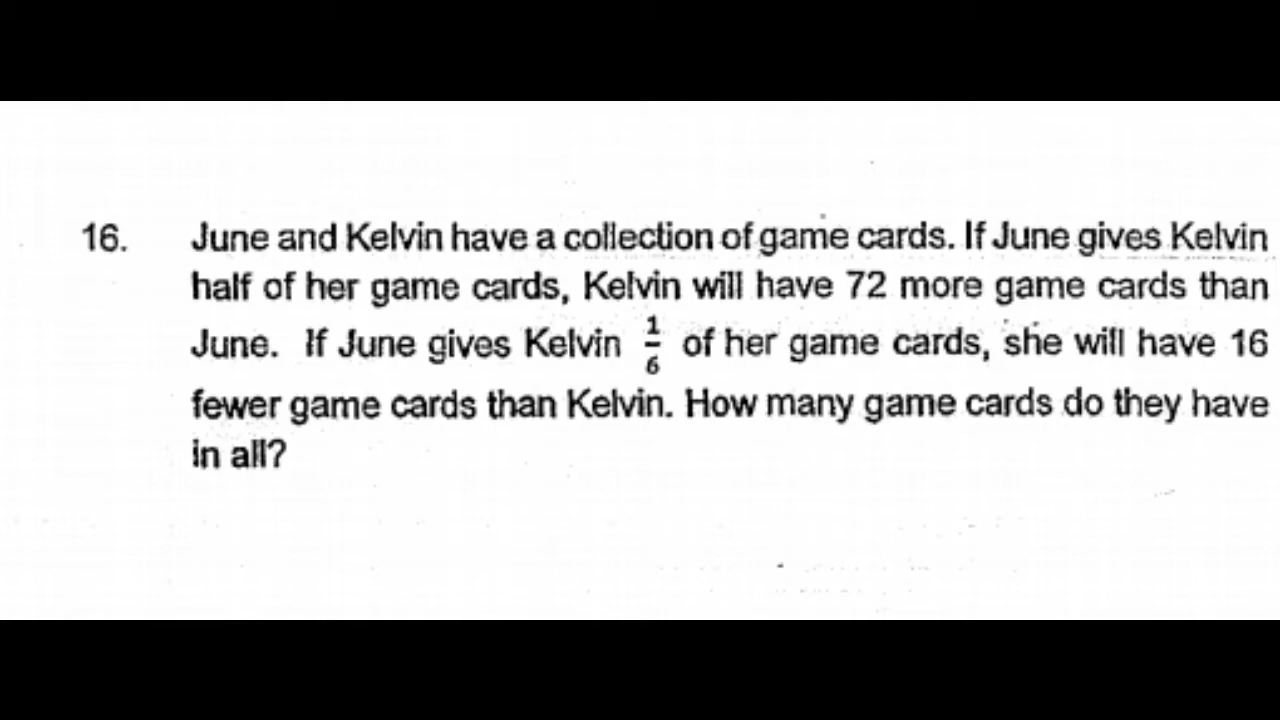 16. June and Kelvin have a collection of game cards. If June gives Kelvin
half of her game cards, Kelvin will have 72 more game cards than
June. If June gives Kelvin 1/6 of her game cards, she will have 16
fewer game cards than Kelvin. How many game cards do they have
in all?